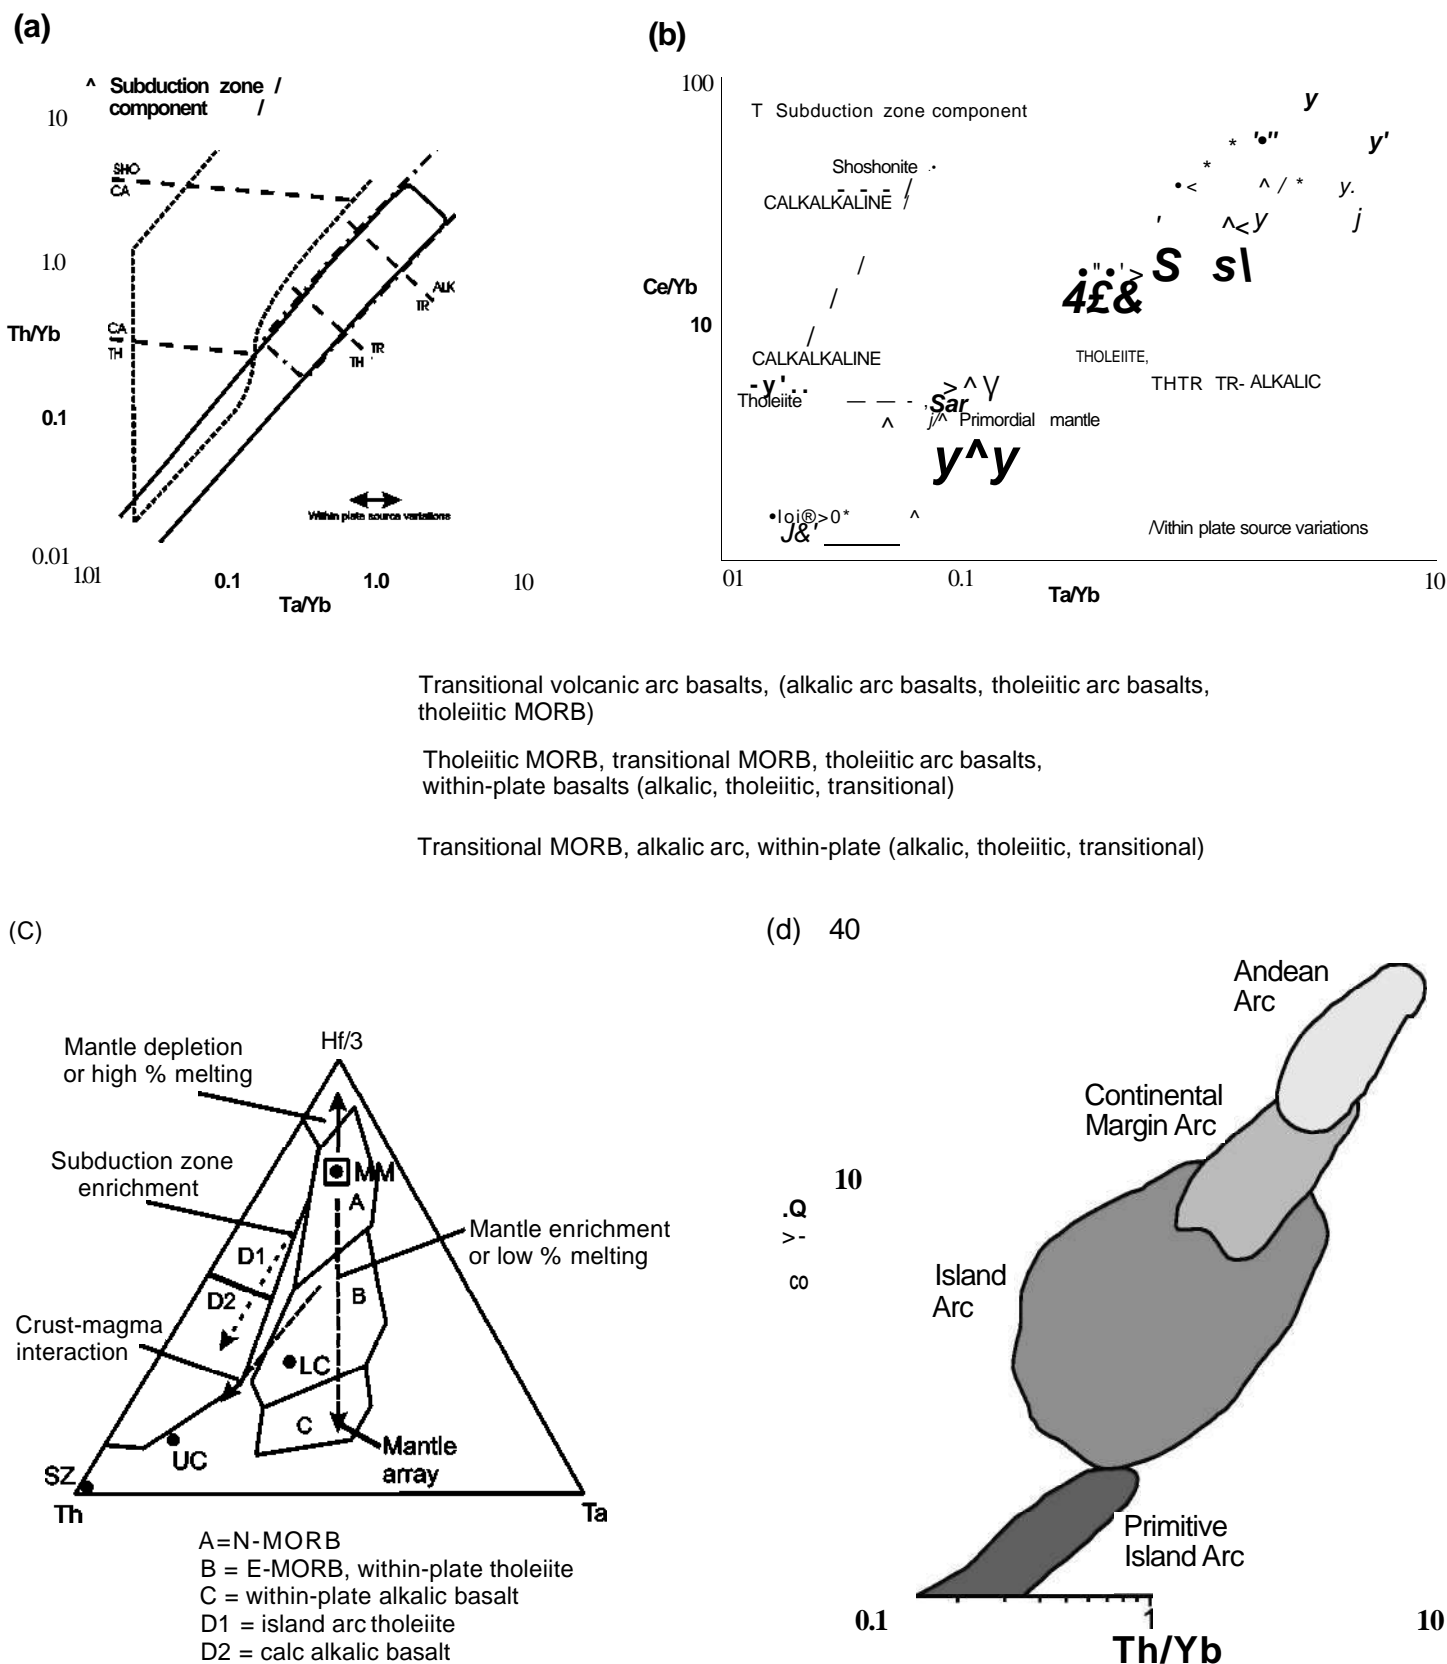 (a)
^ Subduction zone /
component /
10
SHO
CA
1.0
Th/Yb
CA
TH
ALK
TR
TR
TH
0.1
Within plate source variations
0.01
1.01
0.1
1.0
10
Ta/Yb
(b)
100
T Subduction zone component
Shoshonite
CALKALKALINE
Ce/Yb
10
CALKALKALINE
Tholeiite
THOLEIITE,
THTR TR- ALKALIC
Primordial mantle
/Vithin plate source variations
01
0.1
10
Ta/Yb
Transitional volcanic arc basalts, (alkalic arc basalts, tholeiitic arc basalts,
tholeiitic MORB)
Tholeiitic MORB, transitional MORB, tholeiitic arc basalts,
within-plate basalts (alkalic, tholeiitic, transitional)
Transitional MORB, alkalic arc, within-plate (alkalic, tholeiitic, transitional)
(C)
Hf/3
Mantle depletion
or high % melting
Subduction zone
enrichment
MM
A
Mantle enrichment
or low % melting
D1
D2
B
Crust-magma
interaction
LC
C
UC
Mantle
array
SZ
Th
Ta
A=N-MORB
B = E-MORB, within-plate tholeiite
C = within-plate alkalic basalt
D1 = island arc tholeiite
D2 = calc alkalic basalt
(d) 40
Andean
Arc
Continental
Margin Arc
10
.Q
>-
co
Island
Arc
Primitive
Island Arc
0.1
1
10
Th/Yb